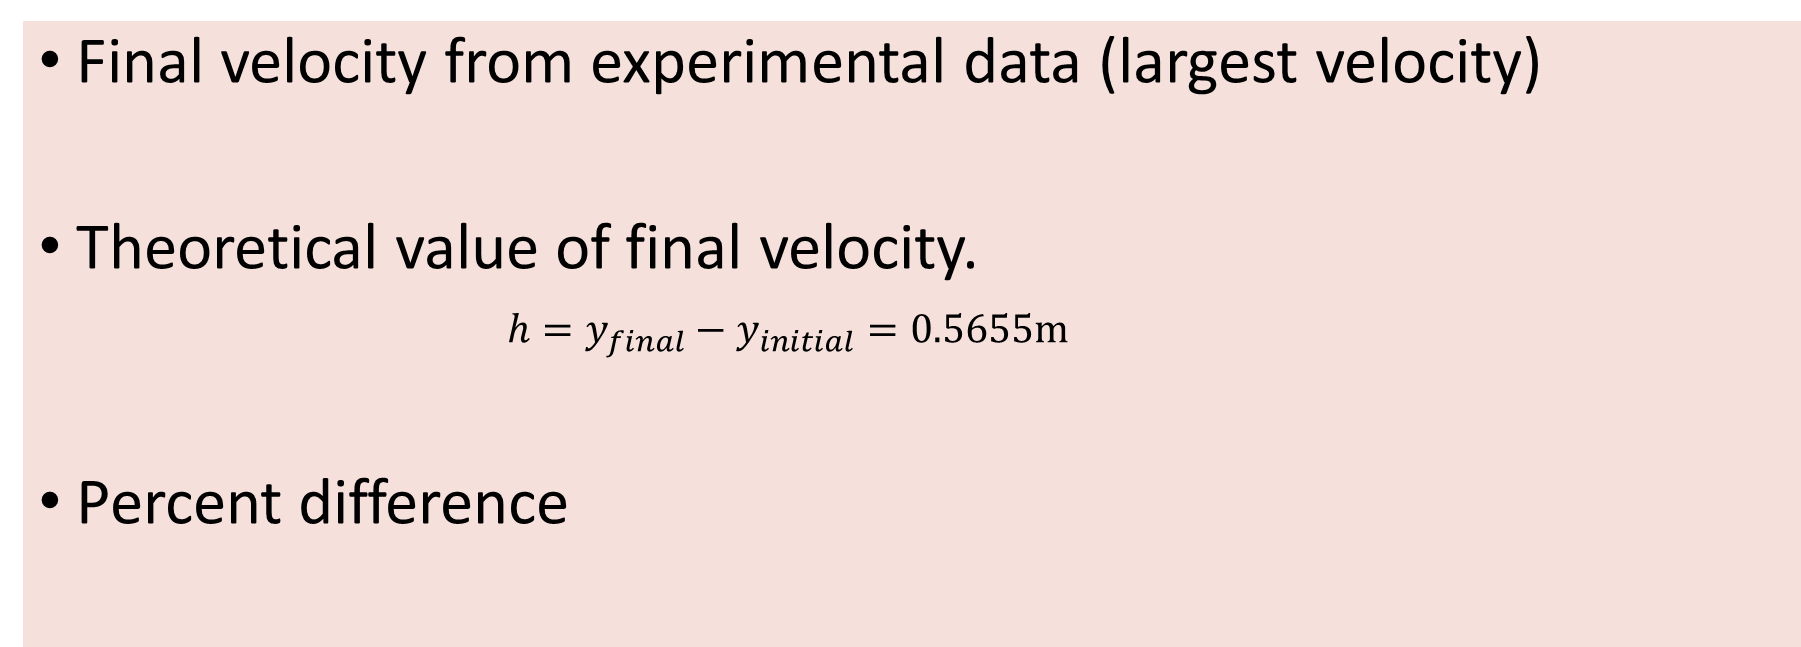 • Final velocity from experimental data (largest velocity)
• Theoretical value of final velocity.
h = y_final − y_initial = 0.5655m
• Percent difference